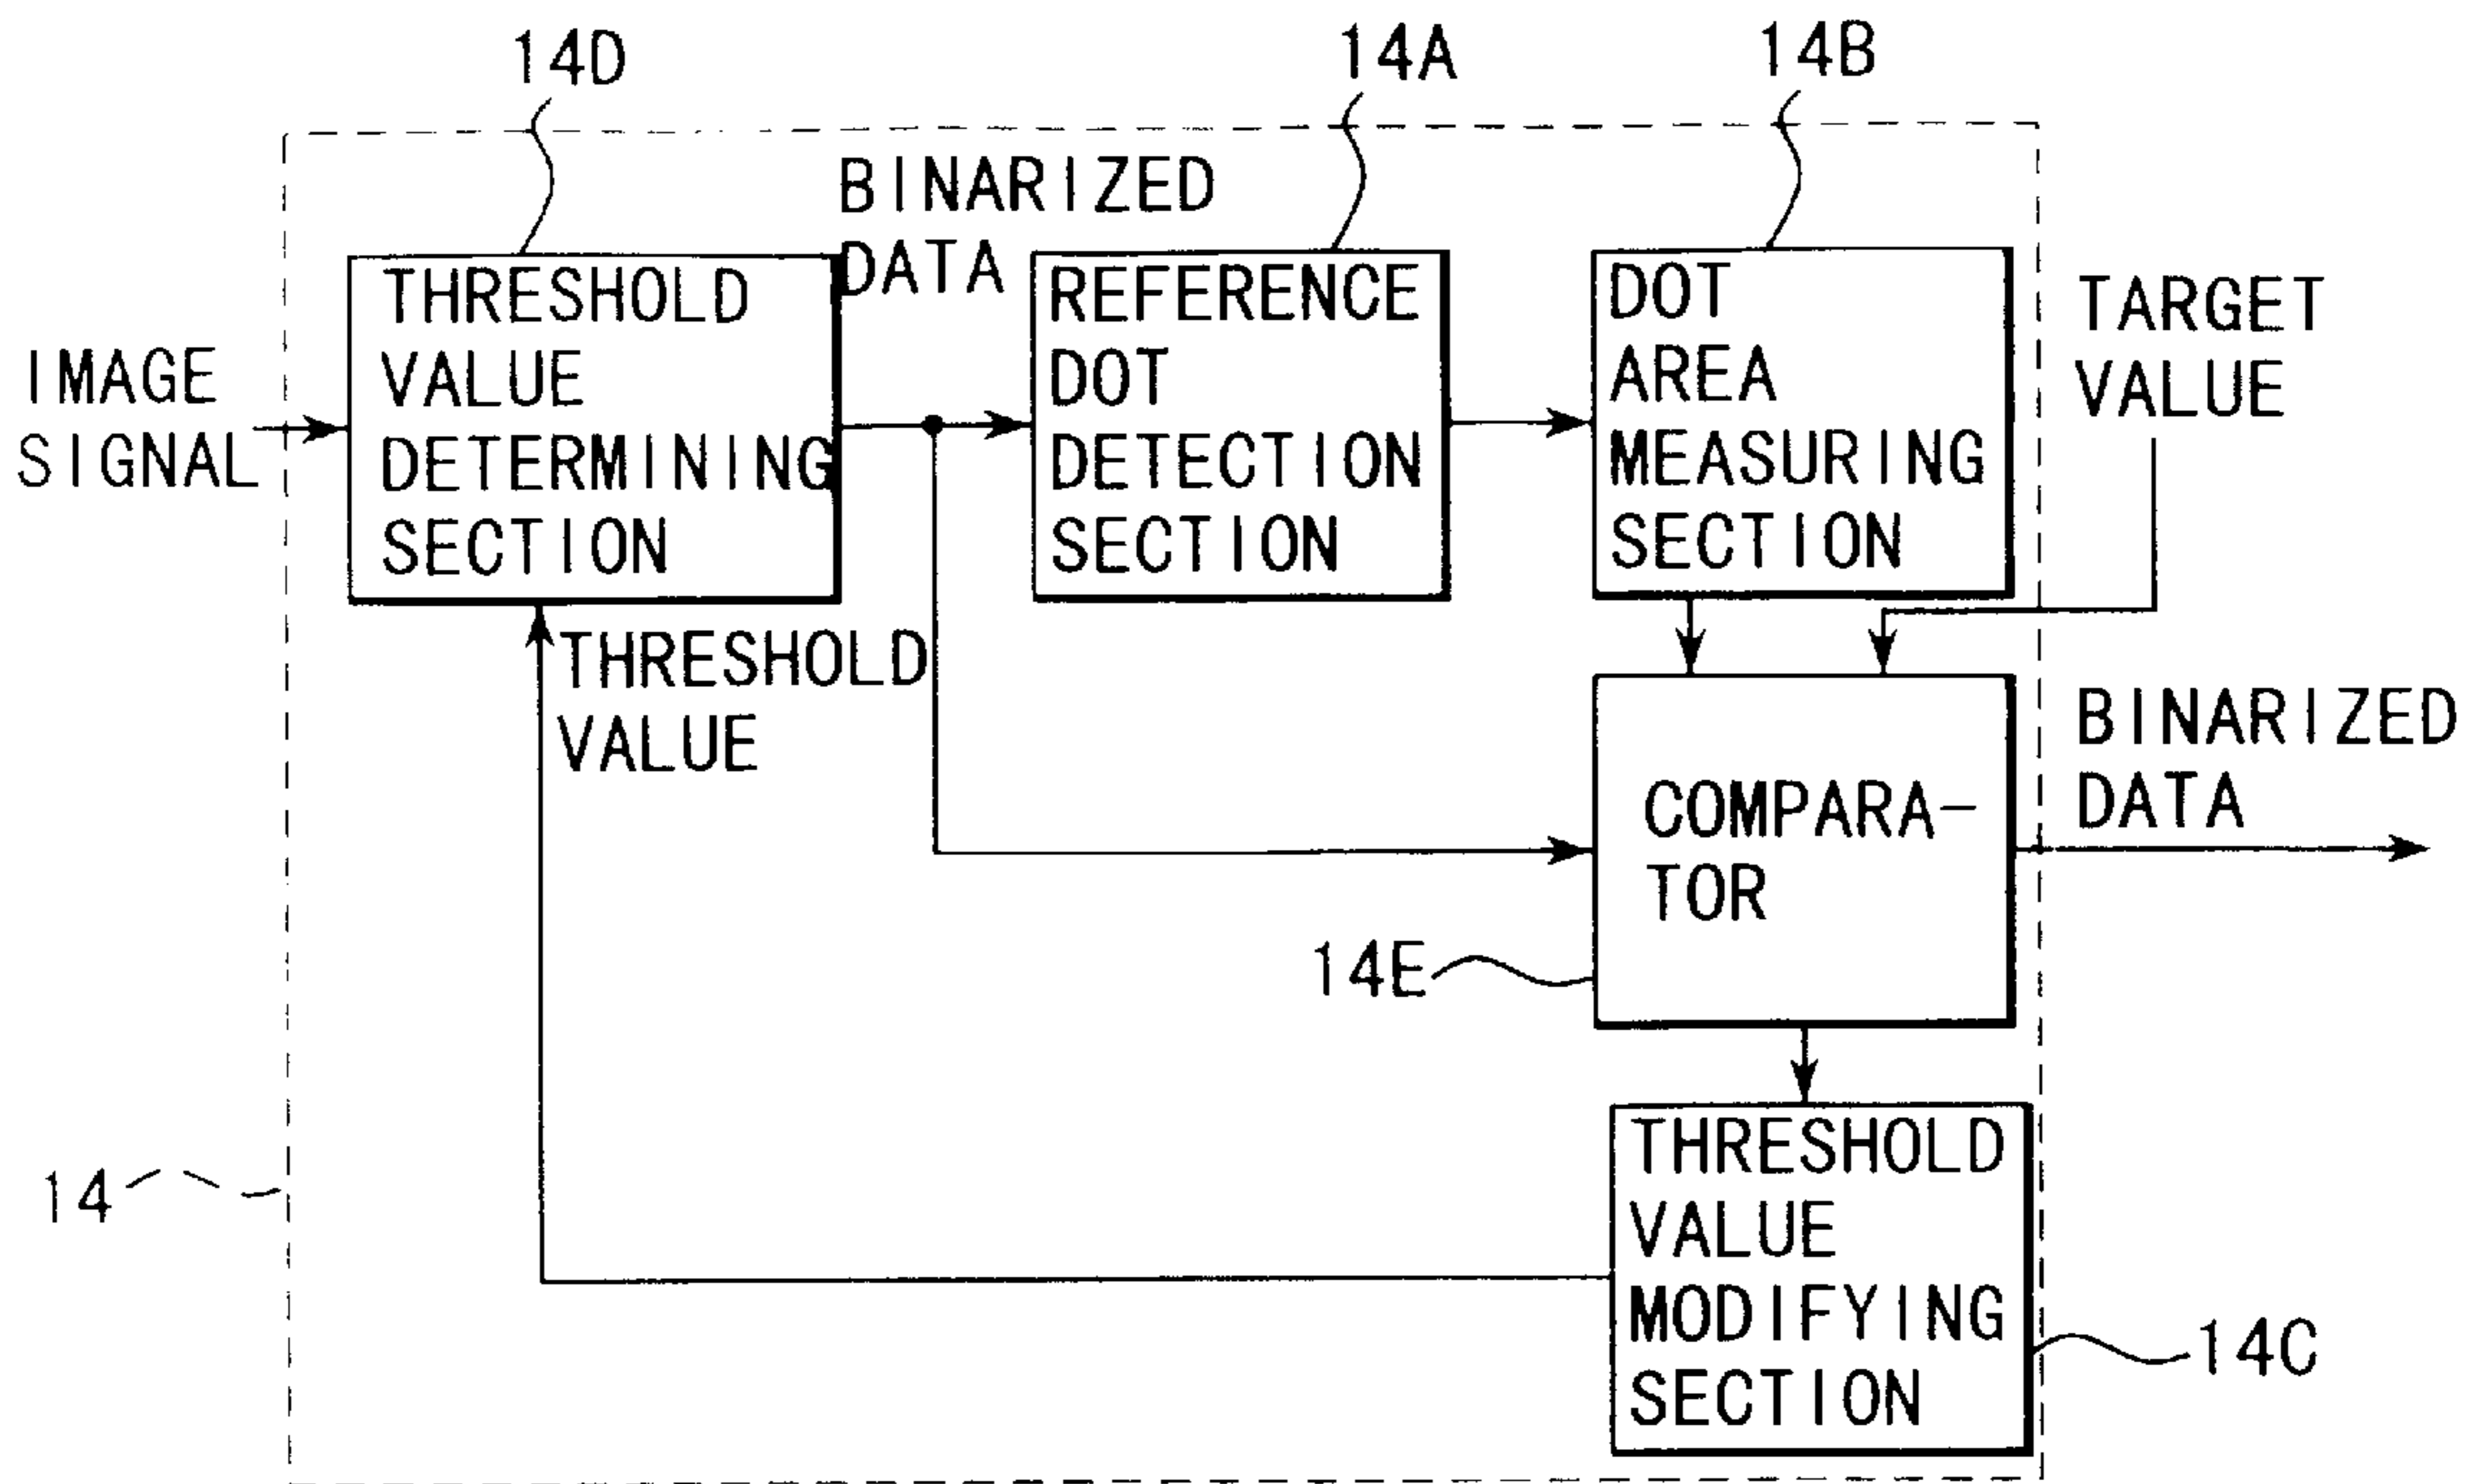 14D
14A
14B
BINARIZED
DATA
THRESHOLD
VALUE
DETERMINING
SECTION
REFERENCE
DOT
DETECTION
SECTION
DOT
AREA
MEASURING
SECTION
TARGET
VALUE
IMAGE
SIGNAL
THRESHOLD
VALUE
COMPARA-
TOR
BINARIZED
DATA
14E
THRESHOLD
VALUE
MODIFYING
SECTION
14
14C